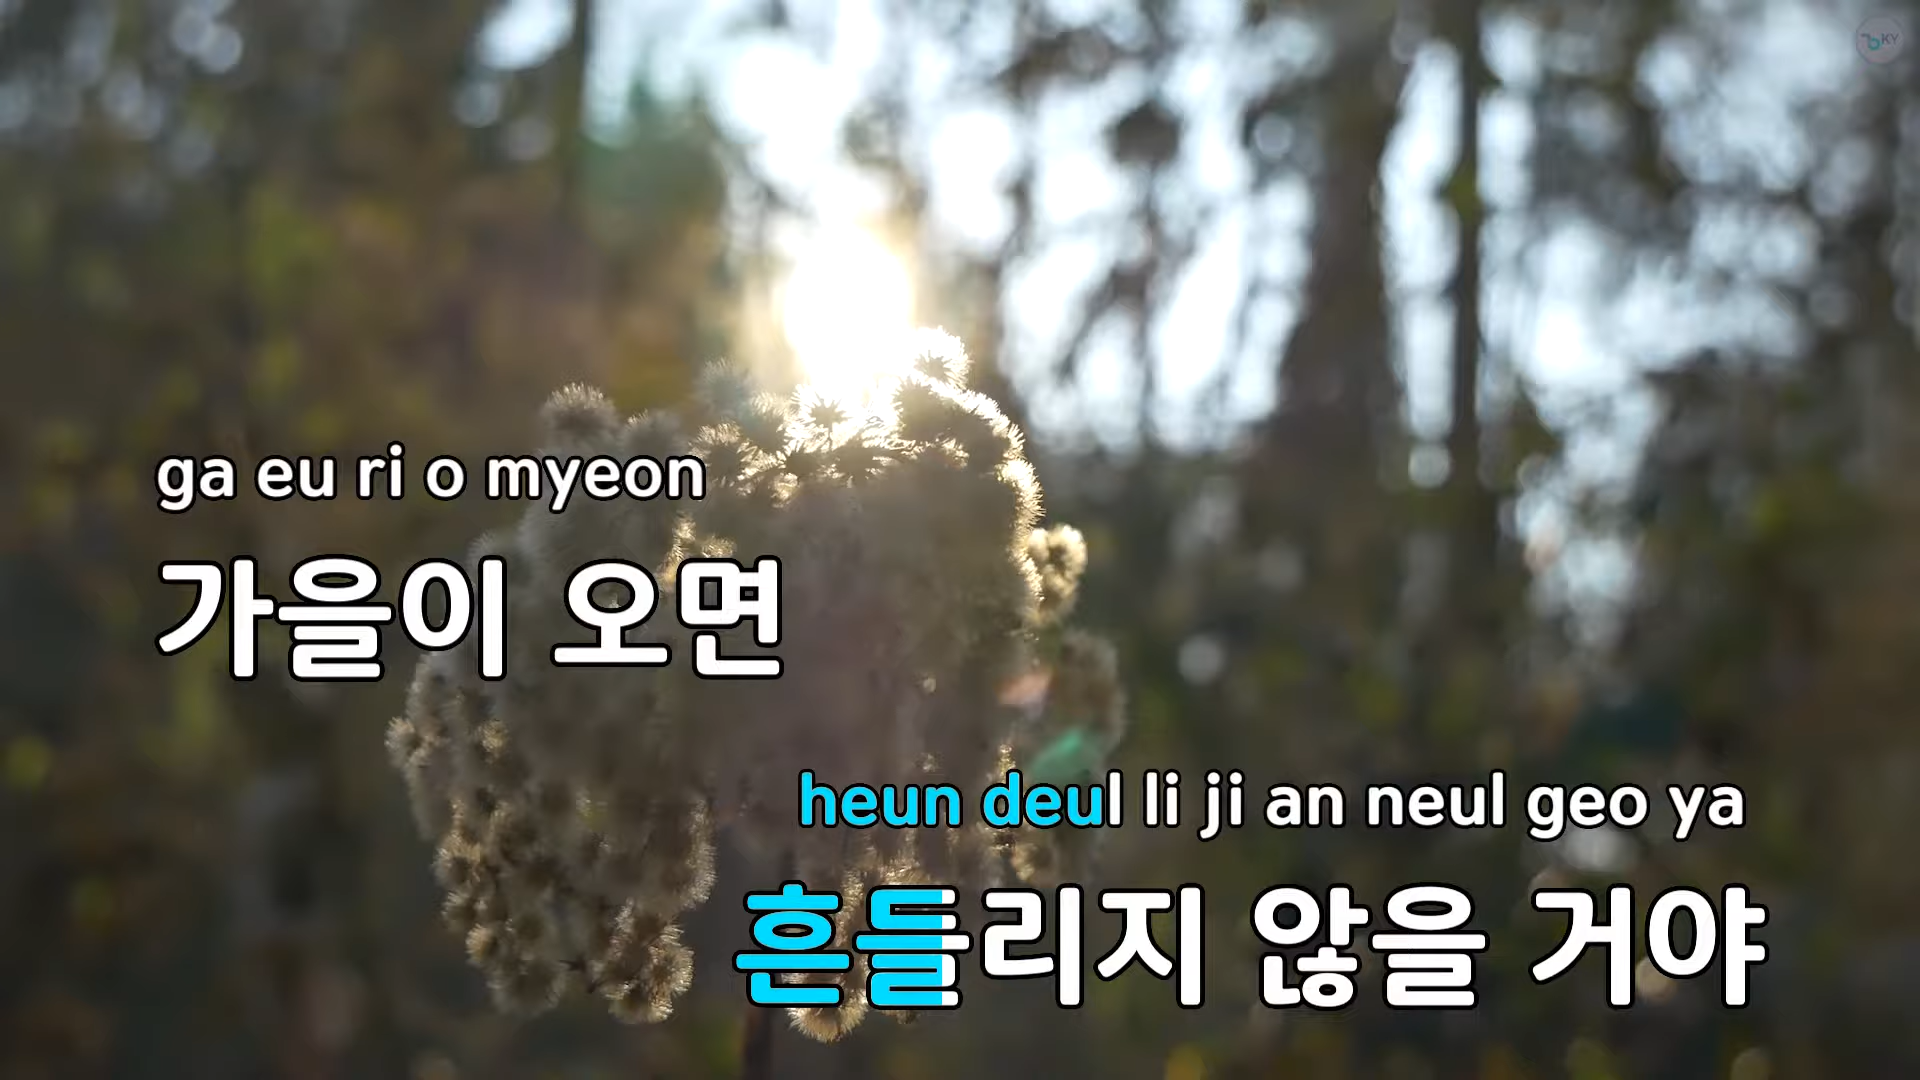 ga eu ri o myeon
가을이 오면
heun deul li ji an neul geo ya
흔들리지 않을 거야
KY